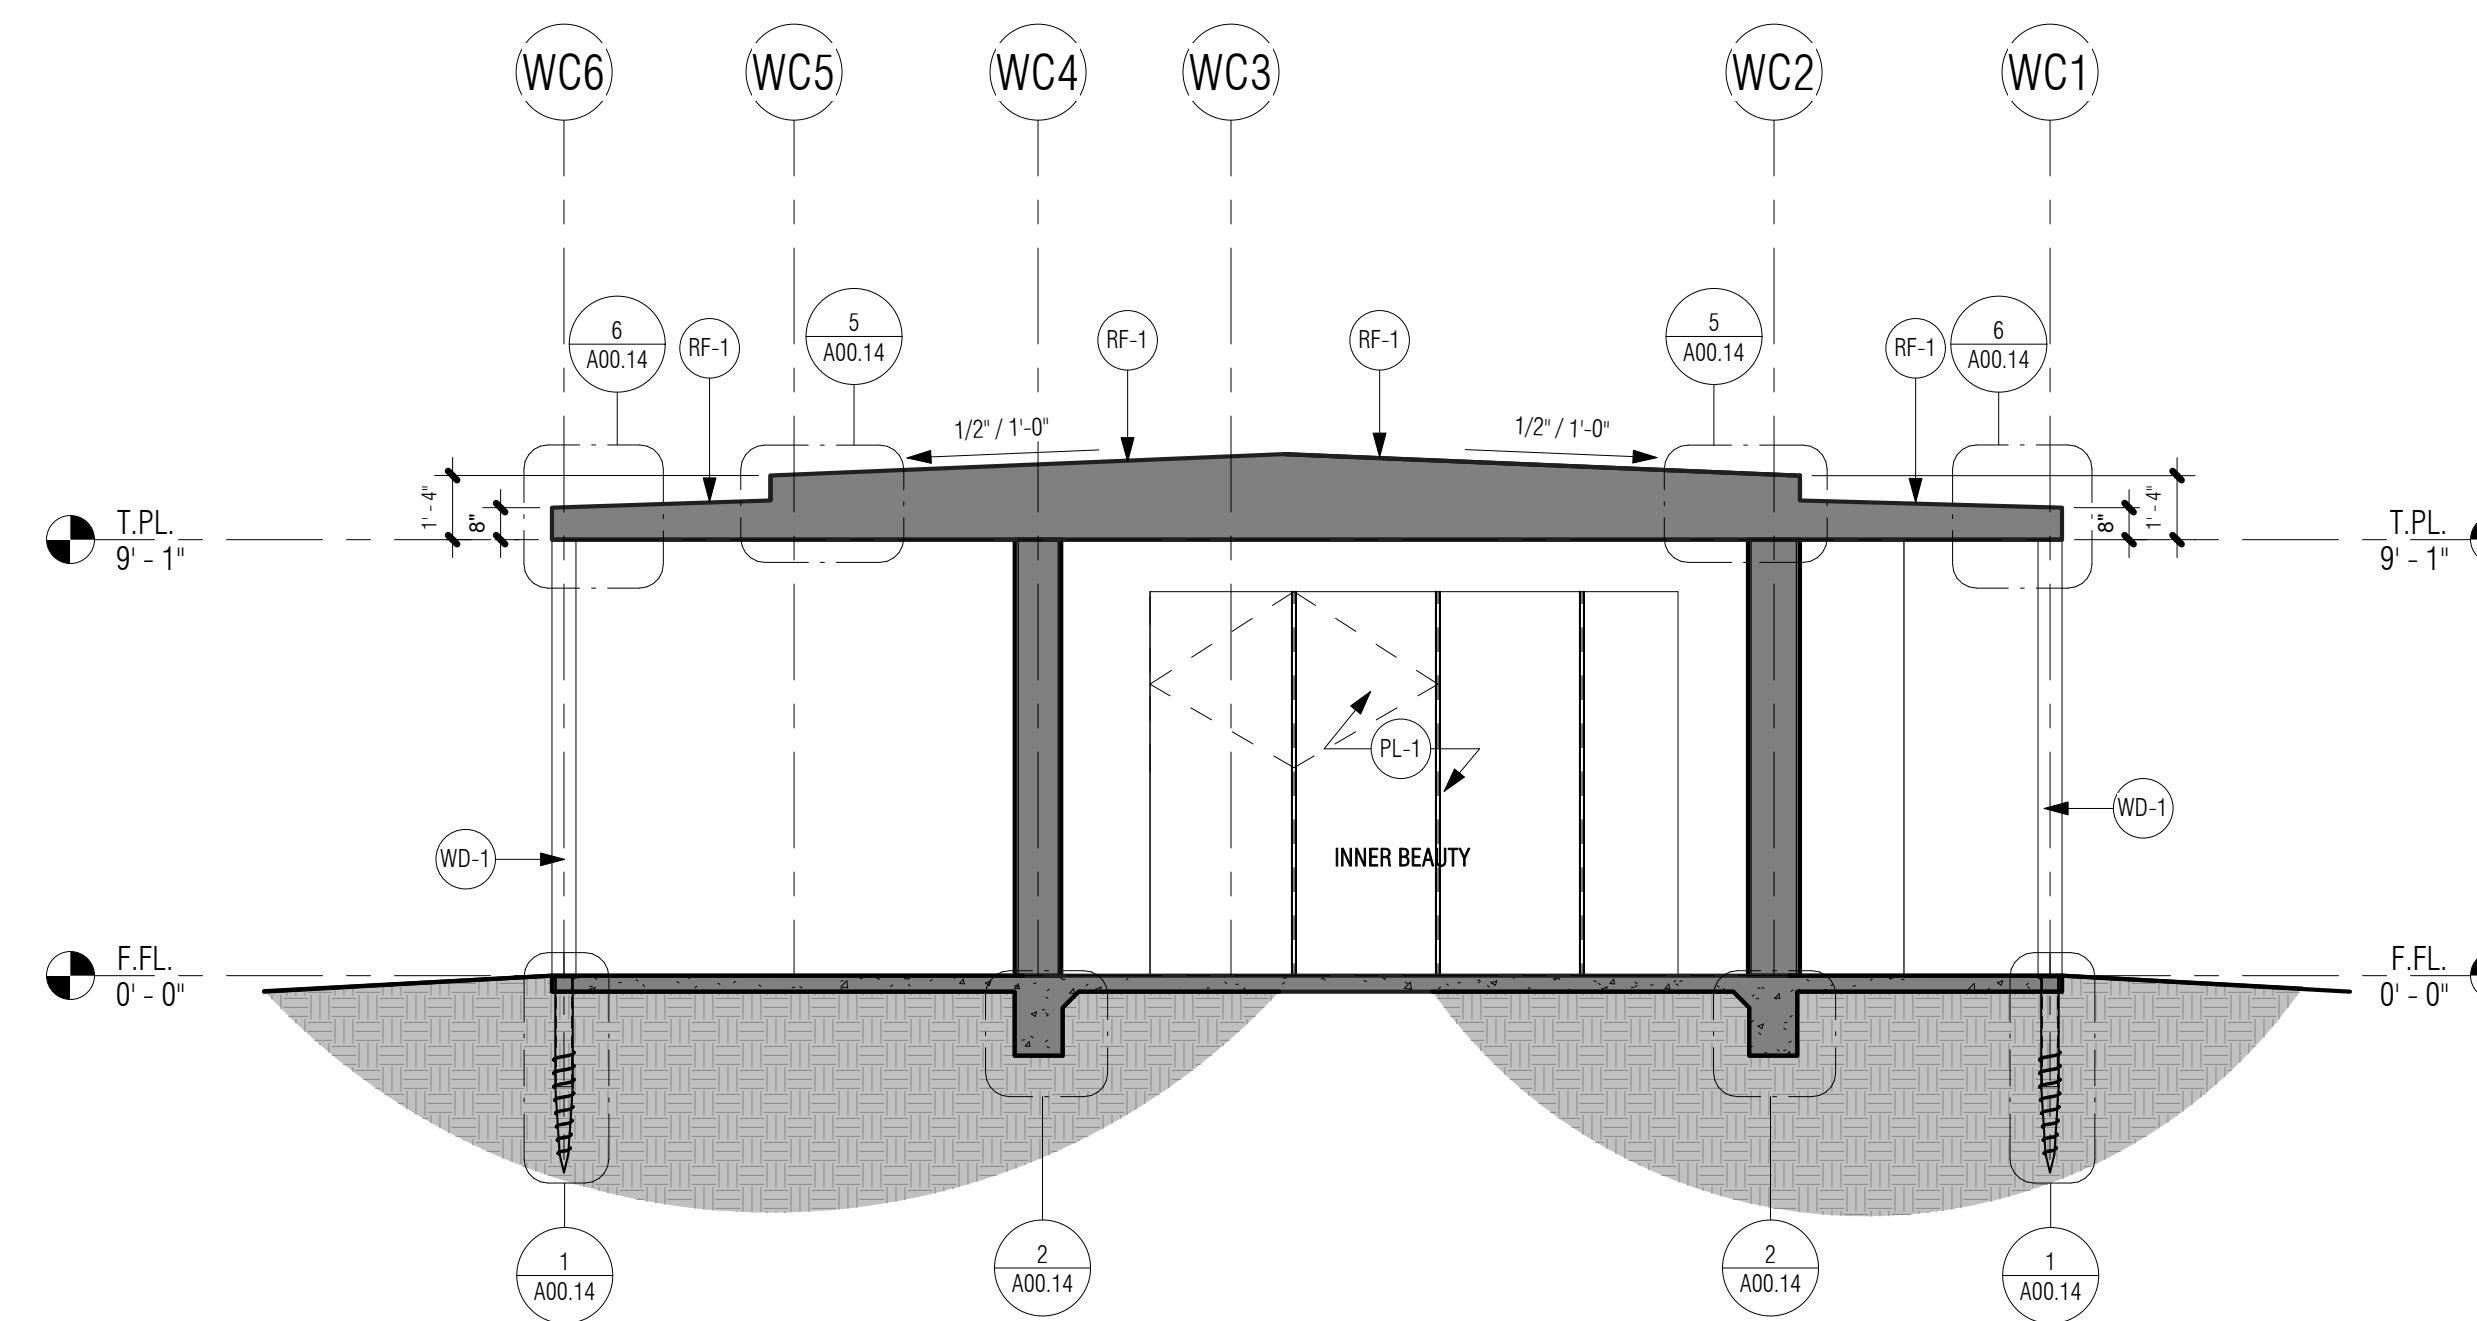 WC6 WC5 WC4 WC3 WC2 WC1
6 5 5 6
A00.14 RF-1 A00.14 RF-1 RF-1 A00.14 RF-1 A00.14
1/2" / 1'-0" 1/2" / 1'-0"
1' - 4" 8" 8" 1' - 4"
T.PL. T.PL.
9' - 1" 9' - 1"
PL-1
WD-1
INNER BEAUTY
WD-1
F.FL. F.FL.
0' - 0" 0' - 0"
1 2 2 1
A00.14 A00.14 A00.14 A00.14